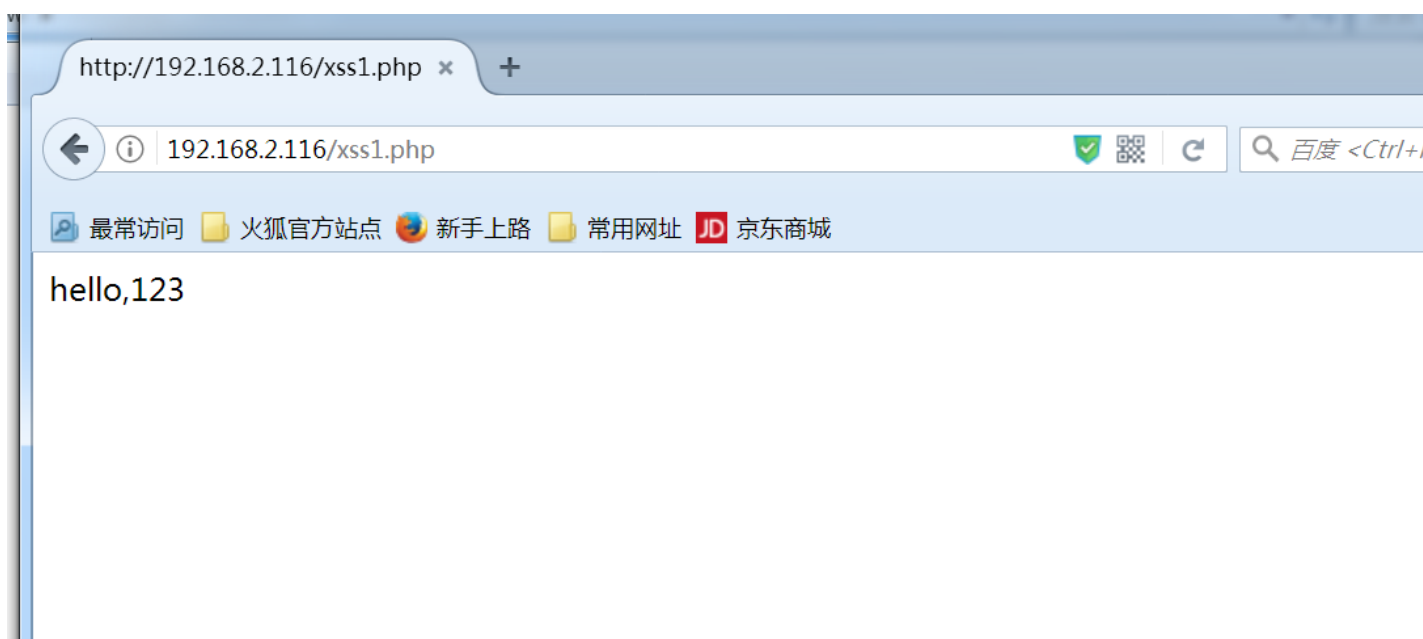 http://192.168.2.116/xss1.php × +
192.168.2.116/xss1.php 百度 <Ctrl+
最常访问 火狐官方站点 新手上路 常用网址 JD 京东商城
hello,123